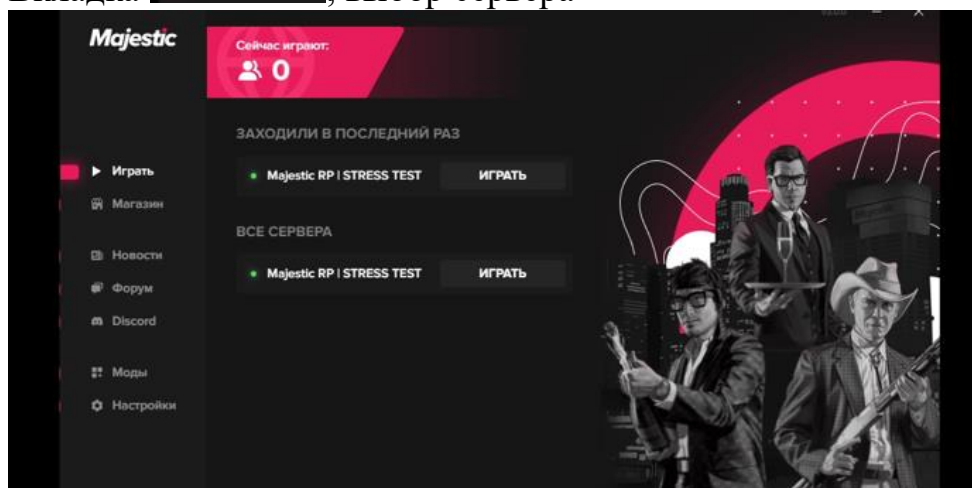 , выбор сервера
Majestic
Сейчас играют:
0
ЗАХОДИЛИ В ПОСЛЕДНИЙ РАЗ
Majestic RP | STRESS TEST ИГРАТЬ
ВСЕ СЕРВЕРА
Majestic RP | STRESS TEST ИГРАТЬ
Играть
Магазин
Новости
Форум
Discord
Моды
Настройки